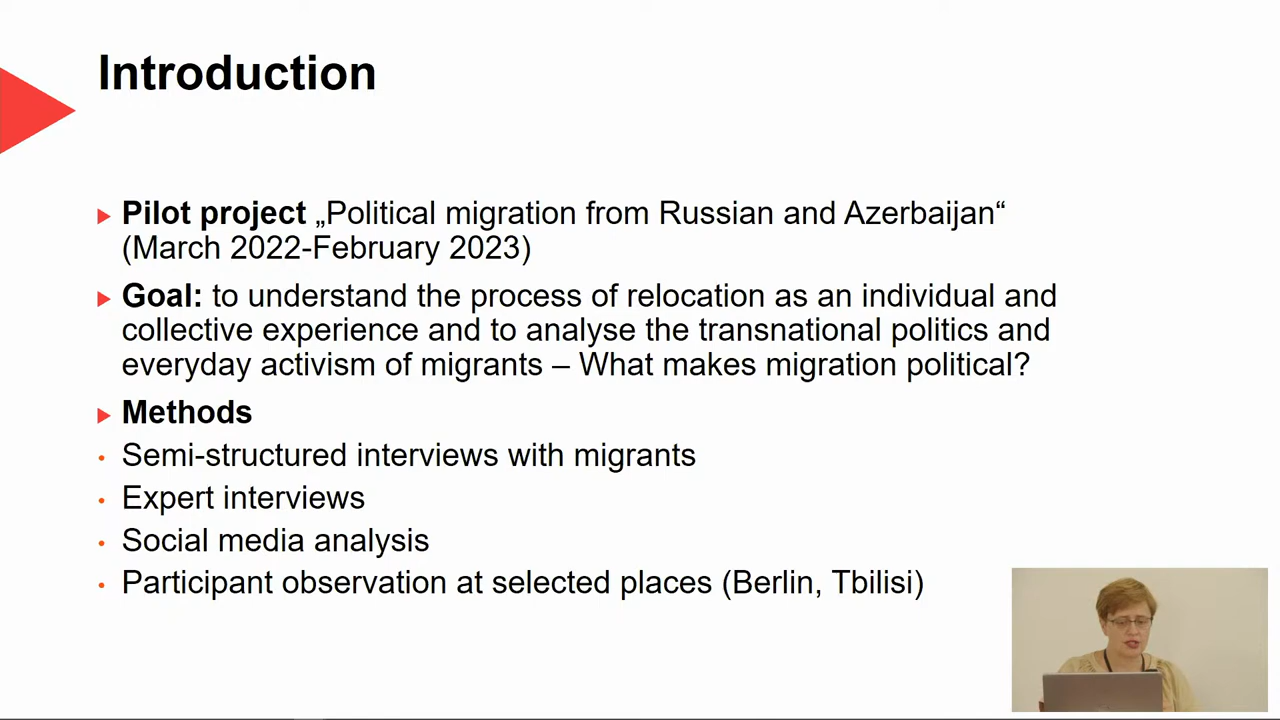 Introduction
Pilot project „Political migration from Russian and Azerbaijan“
(March 2022-February 2023)
Goal: to understand the process of relocation as an individual and
collective experience and to analyse the transnational politics and
everyday activism of migrants – What makes migration political?
Methods
Semi-structured interviews with migrants
Expert interviews
Social media analysis
Participant observation at selected places (Berlin, Tbilisi)